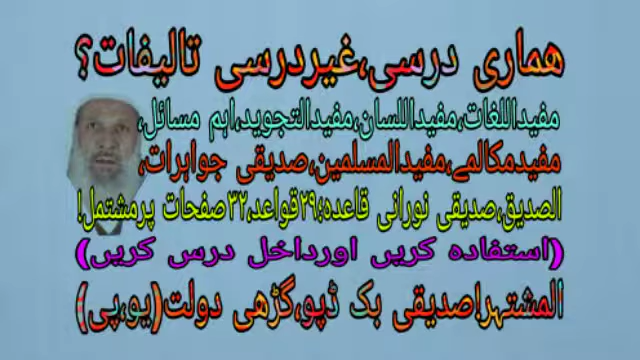 ہماری درسی،غیردرسی تالیفات؟
مفیداللغات،مفیداللسان،مفیدالتجوید،اہم مسائل،
مفیدمکالمے،مفیدالمسلمین،صدیقی جواہرات،
الصدیق،صدیقی نورانی قاعدہ؛۲۹قواعد،۳۲صفحات پرمشتمل!
(استفادہ کریں اورداخل درس کریں)
المشتہر!صدیقی بک ڈپو،گڑھی دولت(یو،پی)